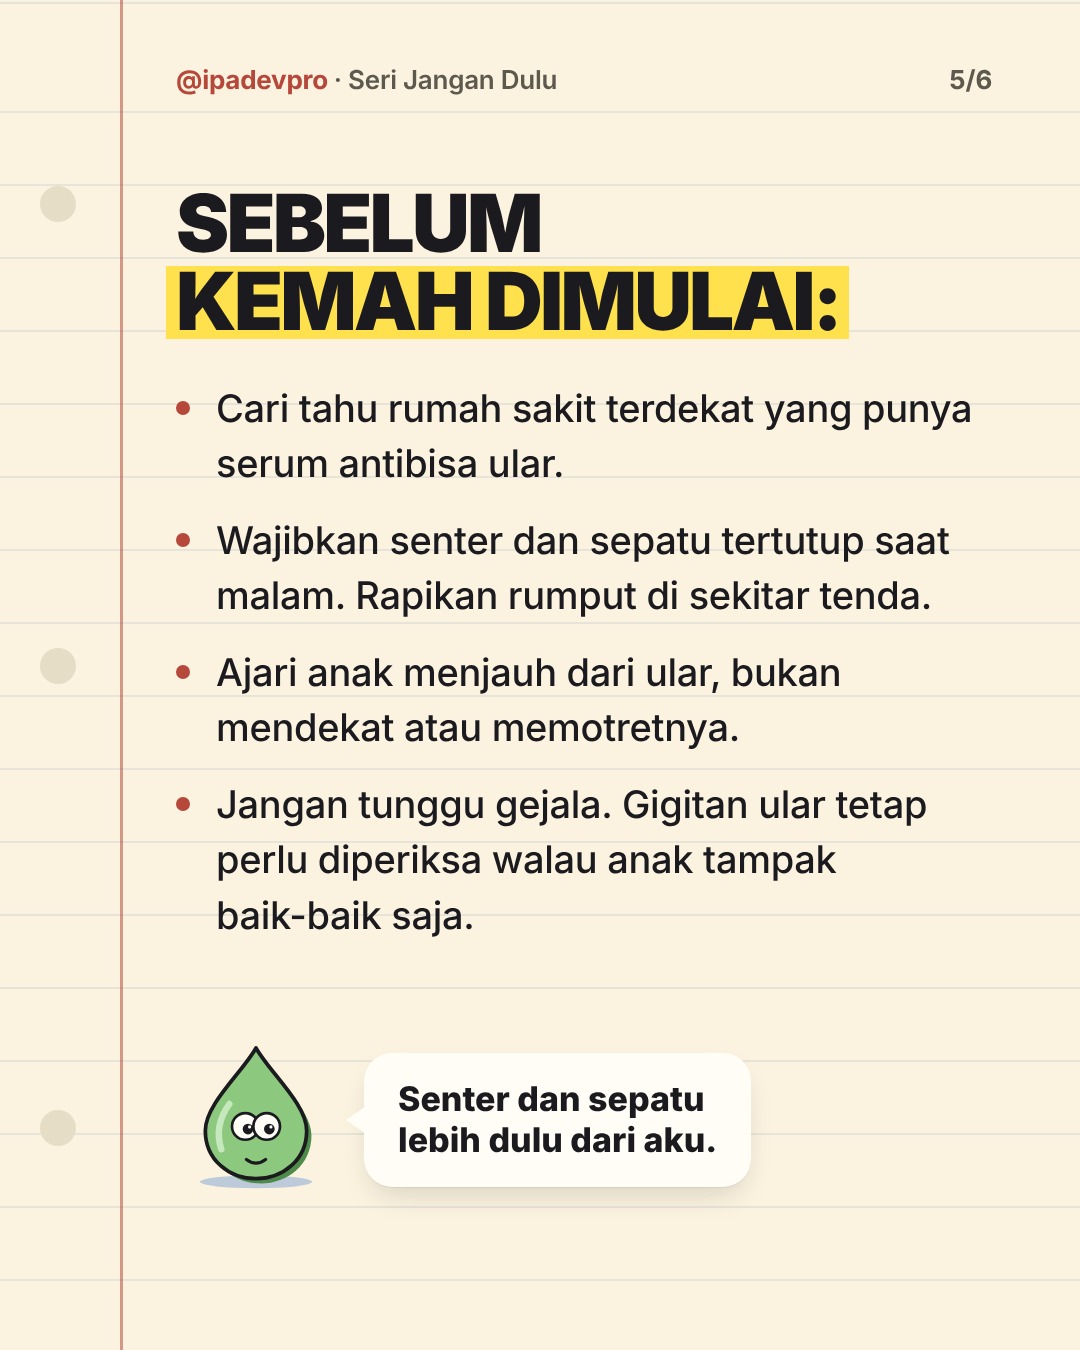 @ipadevpro · Seri Jangan Dulu
5/6
SEBELUM
KEMAH DIMULAI:
• Cari tahu rumah sakit terdekat yang punya
serum antibisa ular.
• Wajibkan senter dan sepatu tertutup saat
malam. Rapikan rumput di sekitar tenda.
• Ajari anak menjauh dari ular, bukan
mendekat atau memotretnya.
• Jangan tunggu gejala. Gigitan ular tetap
perlu diperiksa walau anak tampak
baik-baik saja.
Senter dan sepatu
lebih dulu dari aku.